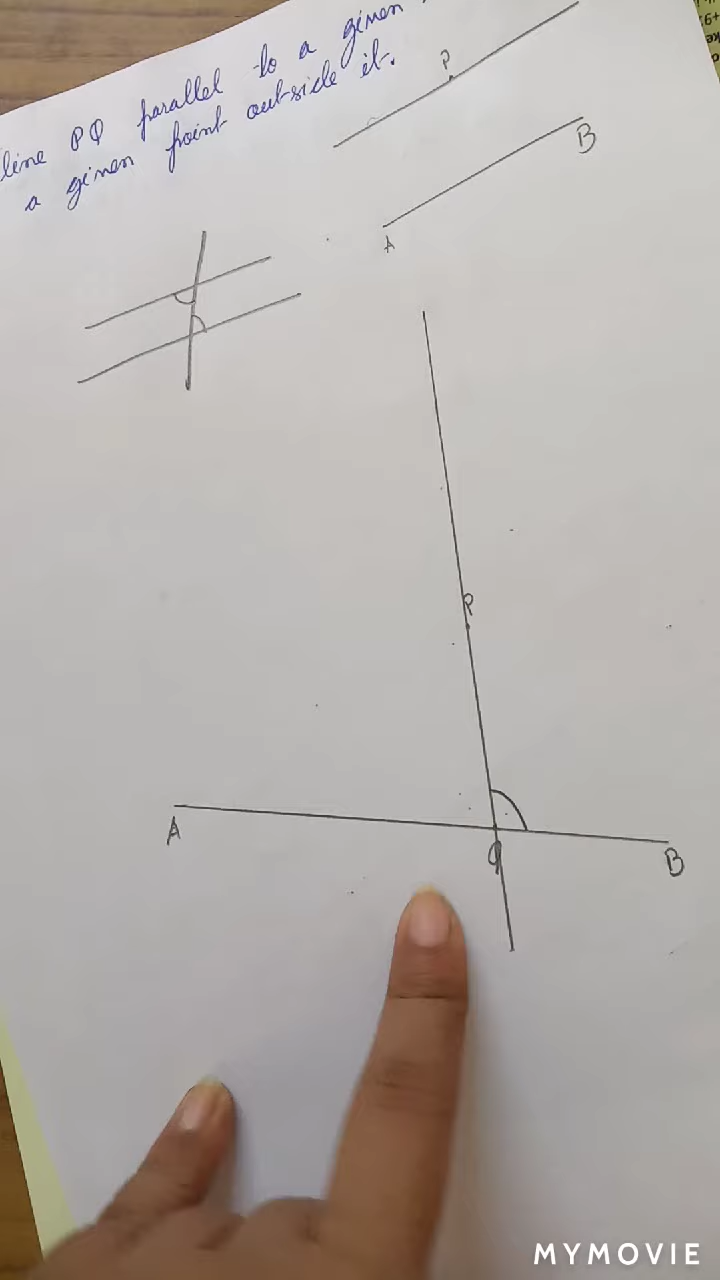 line PQ parallel to a given
a given point outside it.
P
B
A
P
A
Q
B
MYMOVIE